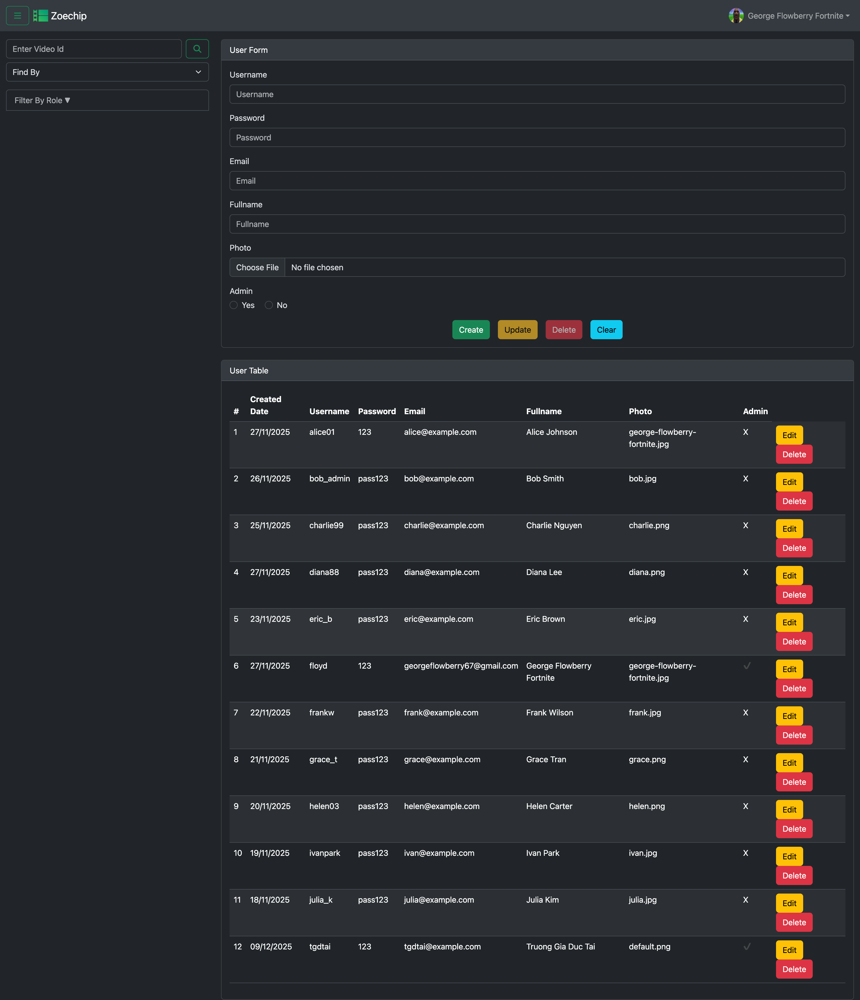 Zoechip
George Flowberry Fortnite
Enter Video Id
Find By
Filter By Role ▼
User Form
Username
Username
Password
Password
Email
Email
Fullname
Fullname
Photo
Choose File No file chosen
Admin
Yes No
Create Update Delete Clear
User Table
# Created Date Username Password Email Fullname Photo Admin
1 27/11/2025 alice01 123 alice@example.com Alice Johnson george-flowberry-fortnite.jpg X Edit
Delete
2 26/11/2025 bob_admin pass123 bob@example.com Bob Smith bob.jpg X Edit
Delete
3 25/11/2025 charlie99 pass123 charlie@example.com Charlie Nguyen charlie.png X Edit
Delete
4 27/11/2025 diana88 pass123 diana@example.com Diana Lee diana.png X Edit
Delete
5 23/11/2025 eric_b pass123 eric@example.com Eric Brown eric.jpg X Edit
Delete
6 27/11/2025 floyd 123 georgeflowberry67@gmail.com George Flowberry Fortnite george-flowberry-fortnite.jpg ✓ Edit
Delete
7 22/11/2025 frankw pass123 frank@example.com Frank Wilson frank.jpg X Edit
Delete
8 21/11/2025 grace_t pass123 grace@example.com Grace Tran grace.png X Edit
Delete
9 20/11/2025 helen03 pass123 helen@example.com Helen Carter helen.png X Edit
Delete
10 19/11/2025 ivanpark pass123 ivan@example.com Ivan Park ivan.jpg X Edit
Delete
11 18/11/2025 julia_k pass123 julia@example.com Julia Kim julia.jpg X Edit
Delete
12 09/12/2025 tgdtai 123 tgdtai@example.com Truong Gia Duc Tai default.png ✓ Edit
Delete